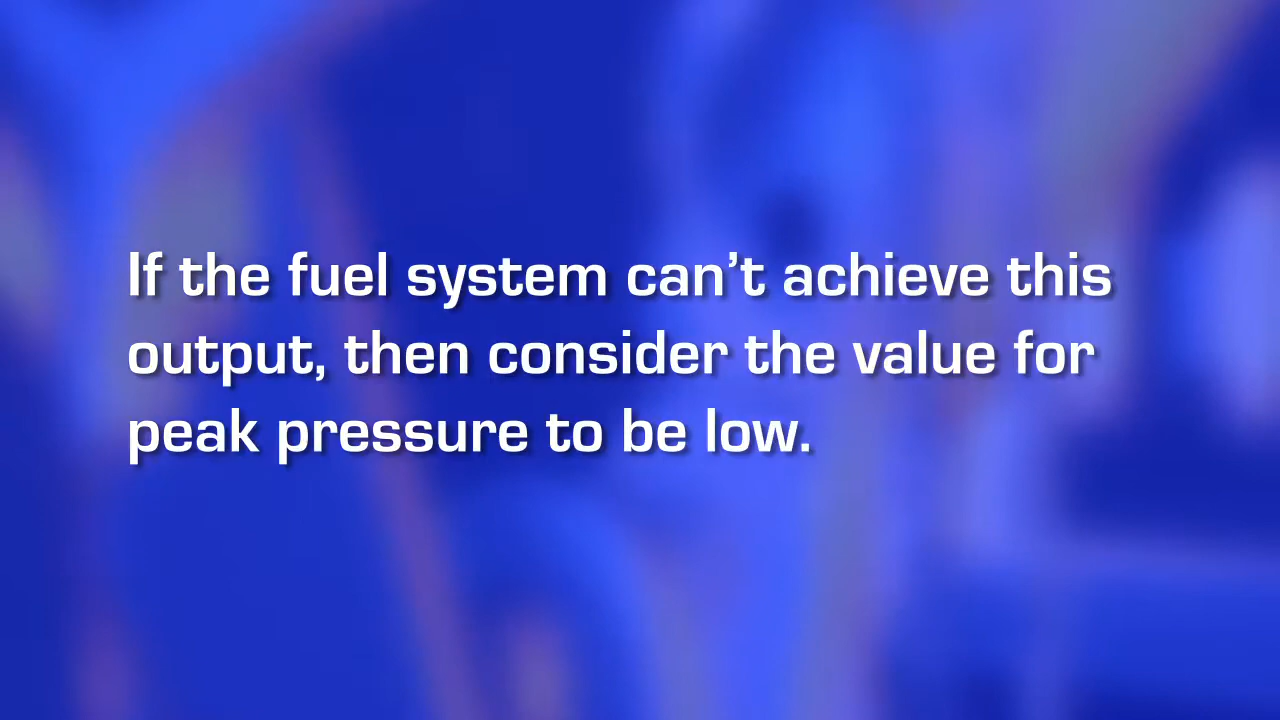 If the fuel system can’t achieve this
output, then consider the value for
peak pressure to be low.